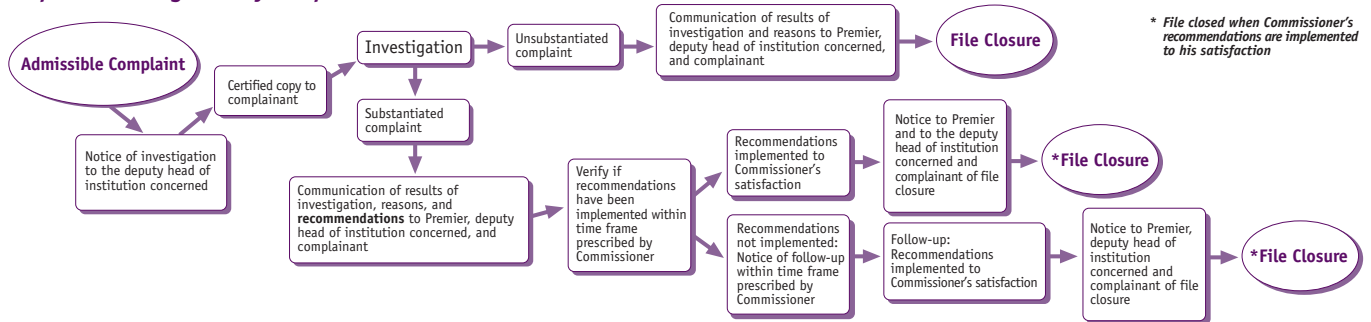 Admissible Complaint
Notice of investigation
to the deputy head of
institution concerned
Certified copy to
complainant
Investigation
Unsubstantiated
complaint
Communication of results of
investigation and reasons to Premier,
deputy head of institution concerned,
and complainant
File Closure
* File closed when Commissioner's
recommendations are implemented
to his satisfaction
Substantiated
complaint
Communication of results of
investigation, reasons, and
recommendations to Premier, deputy
head of institution concerned, and
complainant
Verify if
recommendations
have been
implemented within
time frame
prescribed by
Commissioner
Recommendations
implemented to
Commissioner's
satisfaction
Notice to Premier
and to the deputy
head of institution
concerned and
complainant of file
closure
*File Closure
Recommendations
not implemented:
Notice of follow-up
within time frame
prescribed by
Commissioner
Follow-up:
Recommendations
implemented to
Commissioner's satisfaction
Notice to Premier,
deputy head of
institution
concerned and
complainant of file
closure
*File Closure